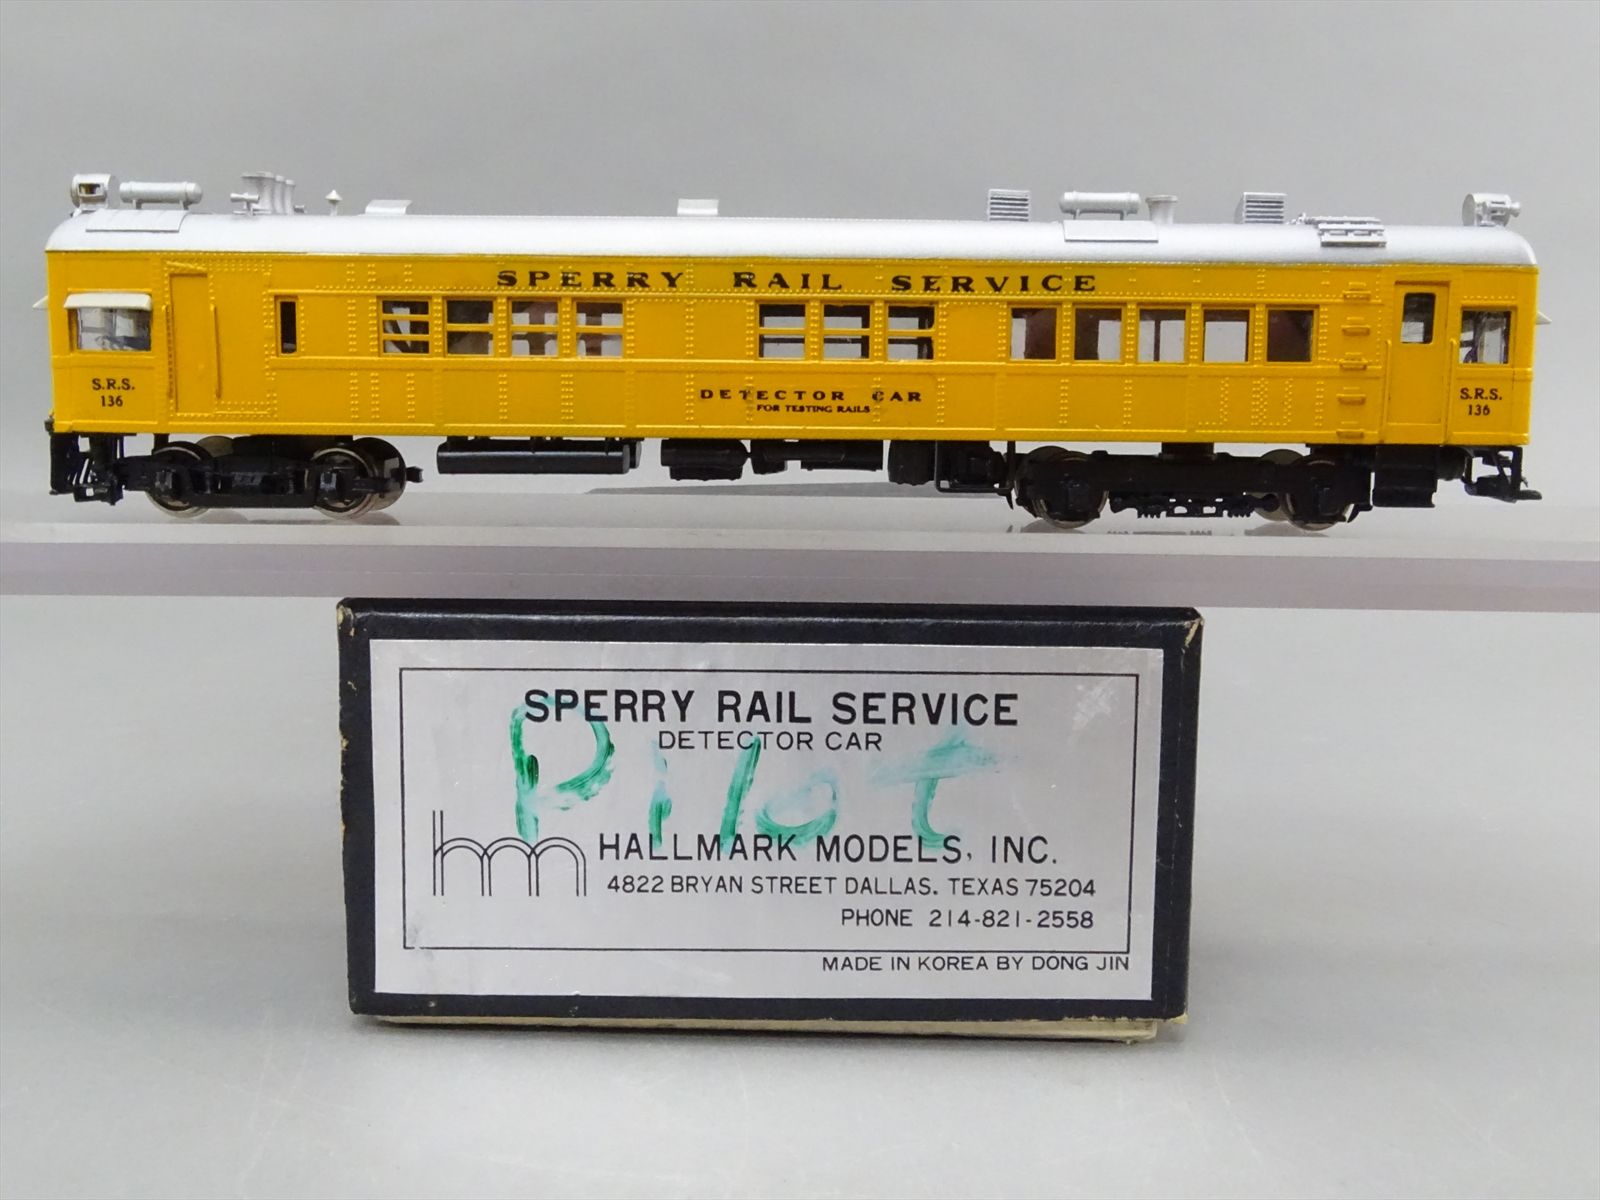 SPERRY RAIL SERVICE
DETECTOR CAR
FOR TESTING RAILS
S.R.S.
136
S.R.S.
136
SPERRY RAIL SERVICE
DETECTOR CAR
Pilot
hm
HALLMARK MODELS, INC.
4822 BRYAN STREET DALLAS, TEXAS 75204
PHONE 214-821-2558
MADE IN KOREA BY DONG JIN